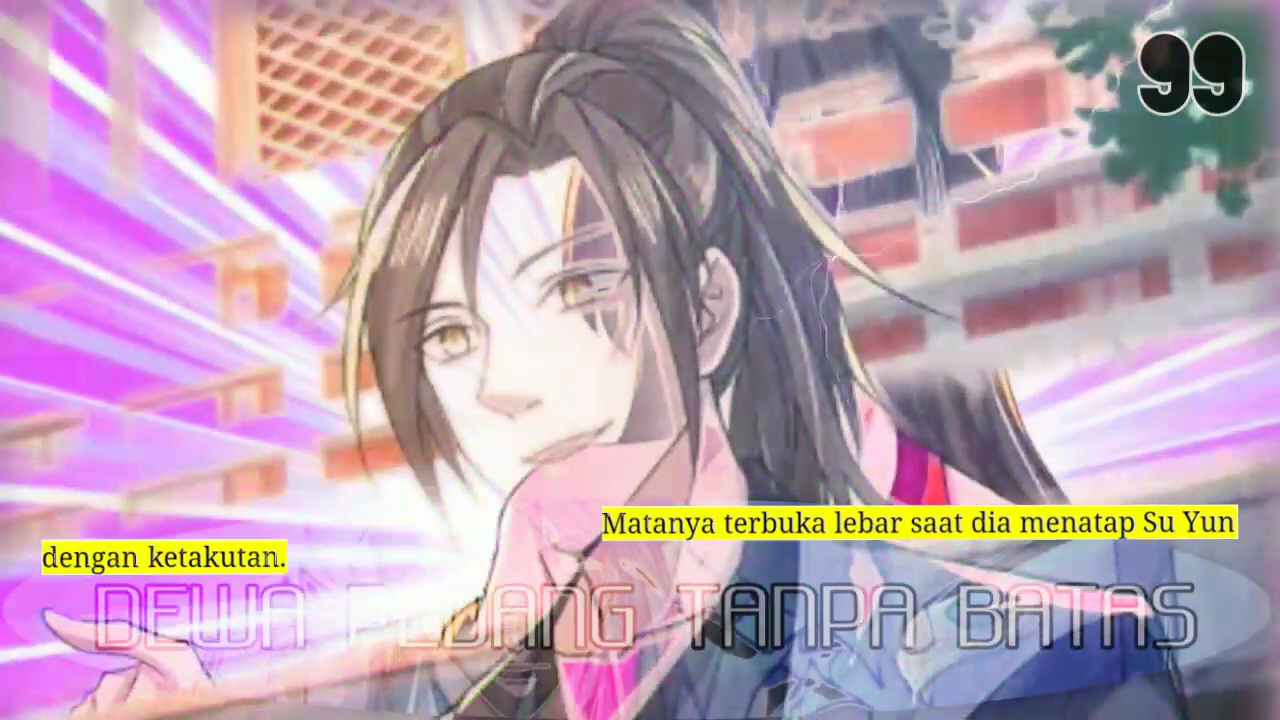 99
Matanya terbuka lebar saat dia menatap Su Yun
dengan ketakutan.
DEWA PEDANG TANPA BATAS